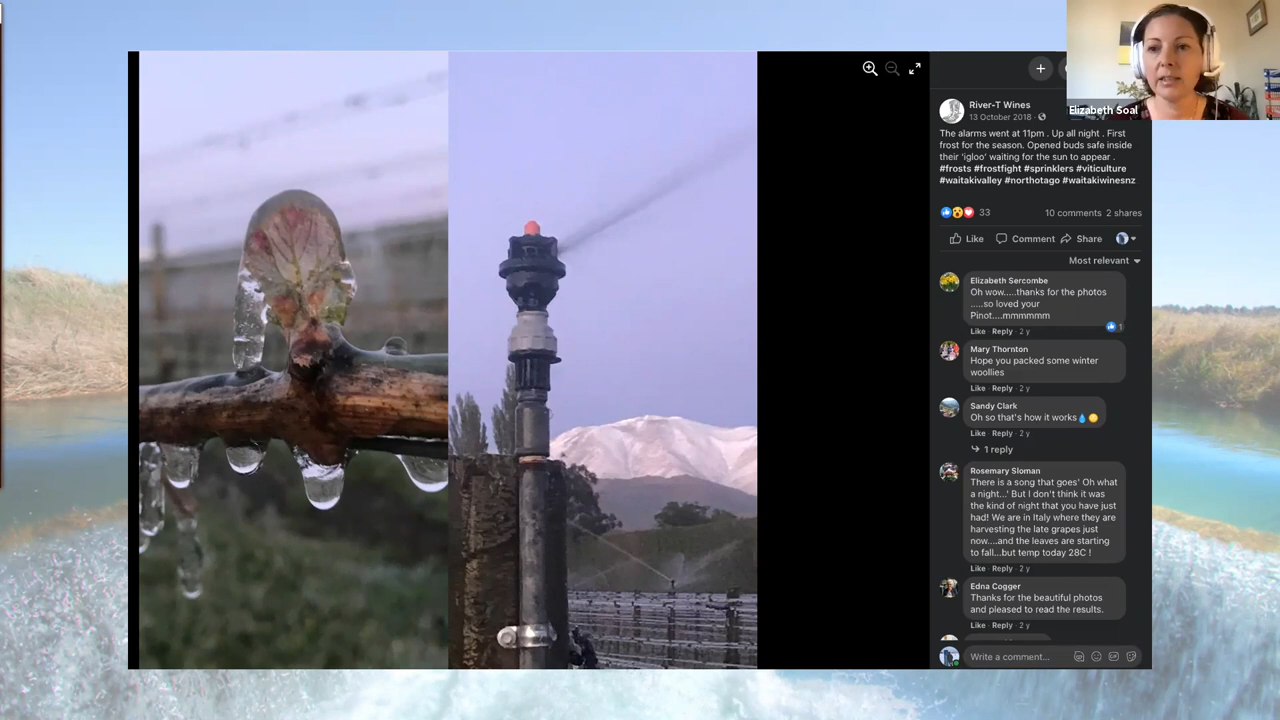 Elizabeth Soal
River-T Wines
13 October 2018 ·
The alarms went at 11pm . Up all night . First
frost for the season. Opened buds safe inside
their 'igloo' waiting for the sun to appear .
#frosts #frostfight #sprinklers #viticulture
#waitakivalley #northotago #waitakiwinesnz
33
10 comments 2 shares
Like Comment Share
Most relevant
Elizabeth Sercombe
Oh wow.....thanks for the photos
.....so loved your
Pinot....mmmmmm
1
Like · Reply · 2 y
Mary Thornton
Hope you packed some winter
woollies
Like · Reply · 2 y
Sandy Clark
Oh so that's how it works
Like · Reply · 2 y
1 reply
Rosemary Sloman
There is a song that goes' Oh what
a night...' But I don't think it was
the kind of night that you have just
had! We are in Italy where they are
harvesting the late grapes just
now....and the leaves are starting
to fall...but temp today 28C !
Like · Reply · 2 y
Edna Cogger
Thanks for the beautiful photos
and pleased to read the results.
Like · Reply · 2 y
Write a comment...